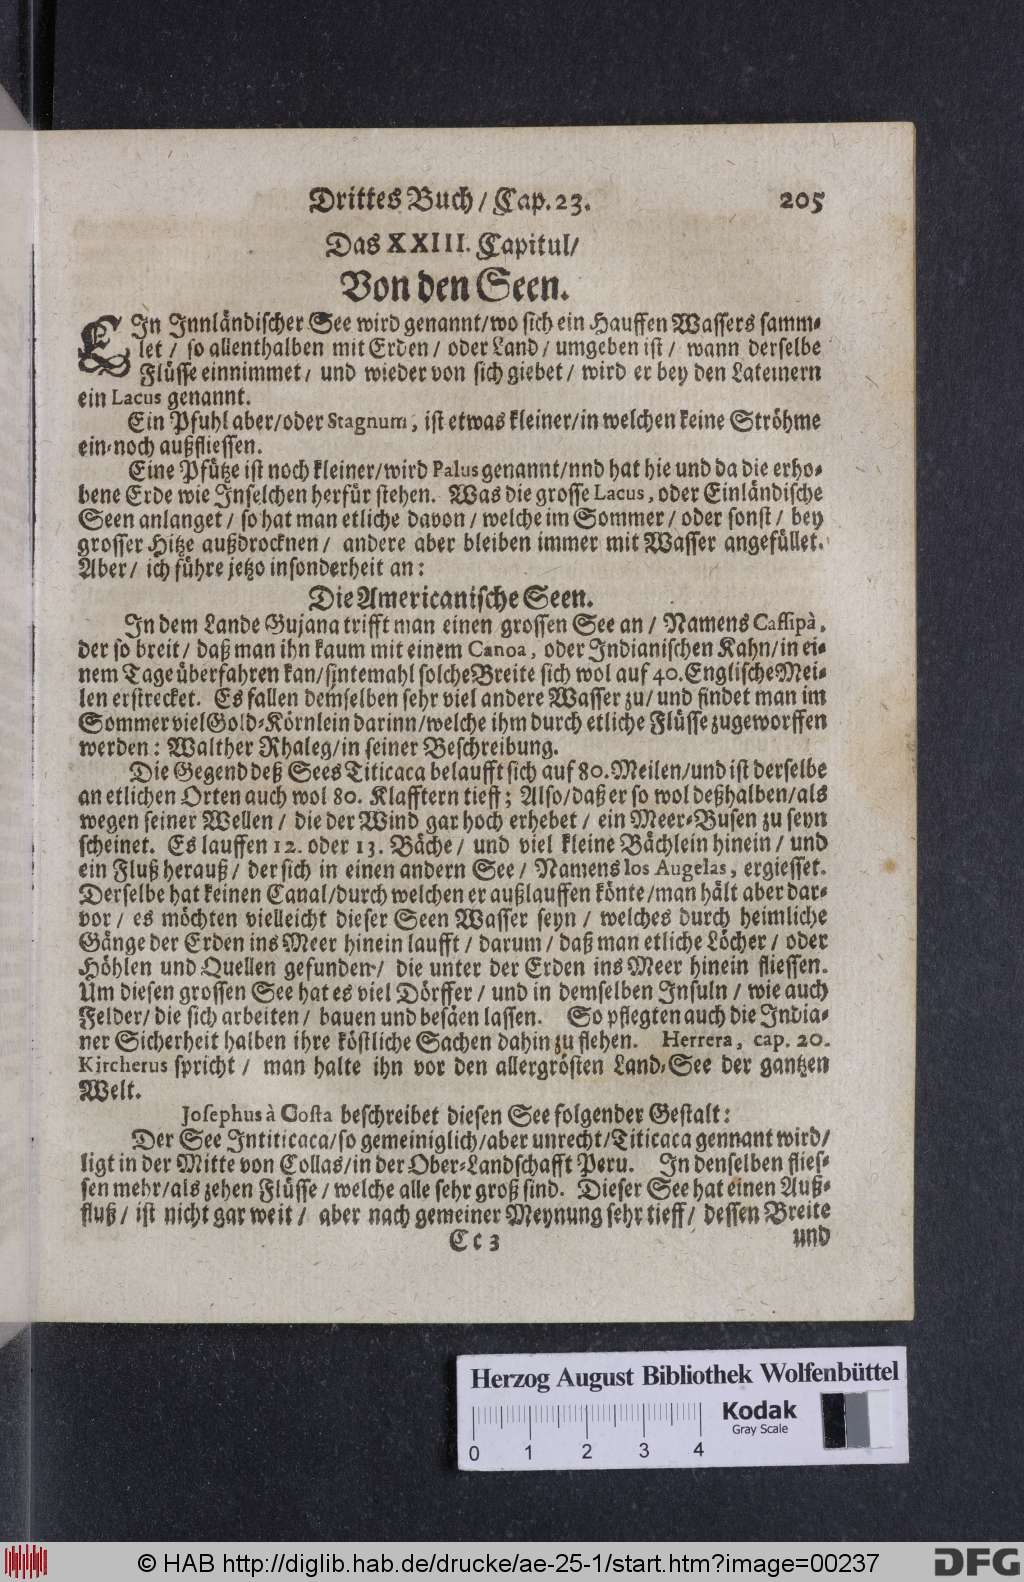 Drittes Buch / Cap. 23. 205
Das XXIII. Capitul/
Von den Seen.
EIn Innländischer See wird genannt/wo sich ein Hauffen Wassers samm-
let / so allenthalben mit Erden / oder Land / umgeben ist / wann derselbe
Flüsse einnimmet / und wieder von sich giebet / wird er bey den Lateinern
ein Lacus genannt.
Ein Pfuhl aber/oder Stagnum, ist etwas kleiner/in welchen keine Ströhme
ein-noch außfliessen.
Eine Pfütze ist noch kleiner/wird Palus genannt/nnd hat hie und da die erho-
bene Erde wie Inselchen herfür stehen. Was die grosse Lacus, oder Einländische
Seen anlanget / so hat man etliche davon / welche im Sommer / oder sonst / bey
grosser Hitze außdrocknen / andere aber bleiben immer mit Wasser angefüllet.
Aber / ich führe jetzo insonderheit an:
Die Americanische Seen.
In dem Lande Gujana trifft man einen grossen See an / Namens Cassipà,
der so breit / daß man ihn kaum mit einem Canoa, oder Indianischen Kahn/in ei-
nem Tage überfahren kan/sintemahl solche Breite sich wol auf 40. Englische Mei-
len erstrecket. Es fallen demselben sehr viel andere Wasser zu/ und findet man im
Sommer viel Gold-Körnlein darinn/welche ihm durch etliche Flüsse zugeworffen
werden: Walther Rhaleg/in seiner Beschreibung.
Die Gegend deß Sees Titicaca belaufft sich auf 80. Meilen/und ist derselbe
an etlichen Orten auch wol 80. Klafftern tieff; Also/daß er so wol deßhalben/als
wegen seiner Wellen / die der Wind gar hoch erhebet / ein Meer-Busen zu seyn
scheinet. Es lauffen 12. oder 13. Bäche / und viel kleine Bächlein hinein / und
ein Fluß herauß / der sich in einen andern See / Namens los Augelas, ergiesset.
Derselbe hat keinen Canal/durch welchen er außlauffen könte/man hält aber dar-
vor / es möchten vielleicht dieser Seen Wasser seyn / welches durch heimliche
Gänge der Erden ins Meer hinein laufft / darum / daß man etliche Löcher / oder
Höhlen und Quellen gefunden / die unter der Erden ins Meer hinein fliessen.
Um diesen grossen See hat es viel Dörffer / und in demselben Insuln / wie auch
Felder / die sich arbeiten / bauen und besäen lassen. So pflegten auch die India-
ner Sicherheit halben ihre köstliche Sachen dahin zu flehen. Herrera, cap. 20.
Kircherus spricht / man halte ihn vor den allergrösten Land-See der gantzen
Welt.
Josephus à Costa beschreibet diesen See folgender Gestalt:
Der See Intiticaca/so gemeiniglich/aber unrecht/Titicaca gennant wird/
ligt in der Mitte von Collas/in der Ober-Landschafft Peru. In denselben flies-
sen mehr/als zehen Flüsse / welche alle sehr groß sind. Dieser See hat einen Auß-
fluß / ist nicht gar weit / aber nach gemeiner Meynung sehr tieff / dessen Breite
Cc 3 und
Herzog August Bibliothek Wolfenbüttel
0 1 2 3 4
Kodak
Gray Scale
© HAB http://diglib.hab.de/drucke/ae-25-1/start.htm?image=00237
DFG